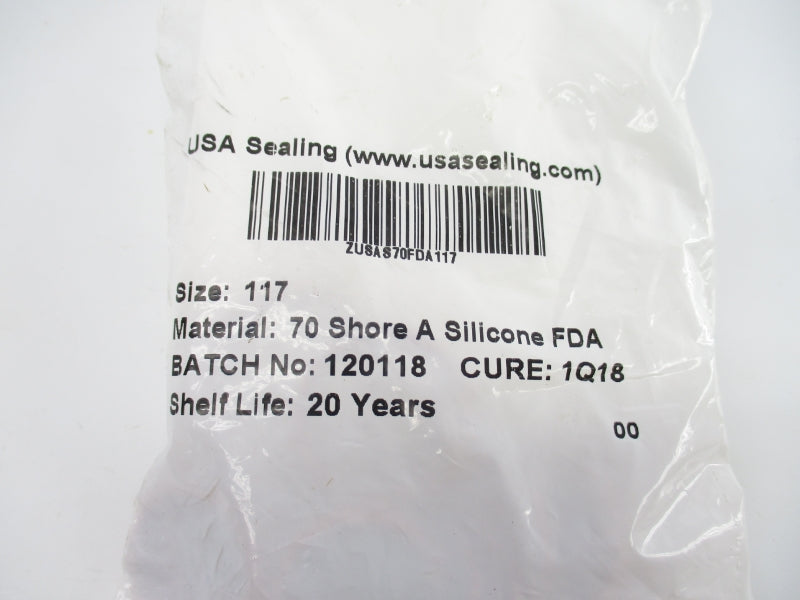 USA Sealing (www.usasealing.com)
ZUSAS70FDA117
Size: 117
Material: 70 Shore A Silicone FDA
BATCH No: 120118 CURE: 1Q18
Shelf Life: 20 Years
00